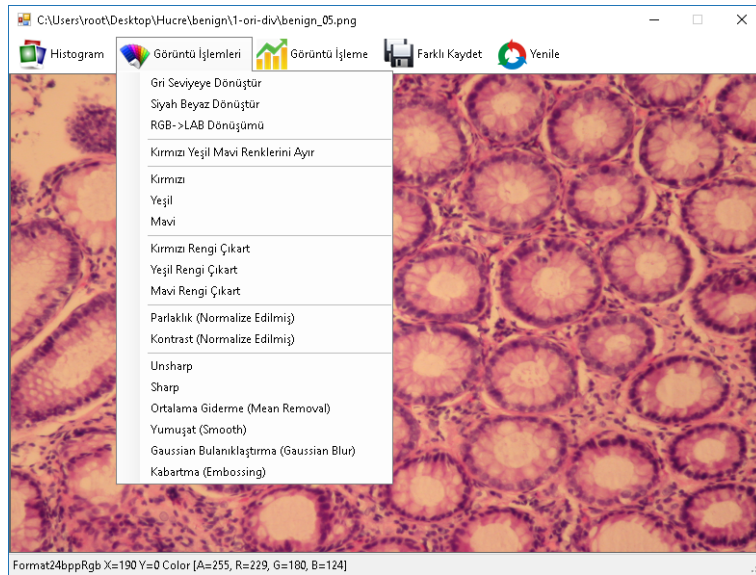 C:\Users\root\Desktop\Hucre\benign\1-ori-div\benign_05.png
Histogram Görüntü İşlemleri Görüntü İşleme Farklı Kaydet Yenile
Gri Seviyeye Dönüştür
Siyah Beyaz Dönüştür
RGB->LAB Dönüşümü
Kırmızı Yeşil Mavi Renklerini Ayır
Kırmızı
Yeşil
Mavi
Kırmızı Rengi Çıkart
Yeşil Rengi Çıkart
Mavi Rengi Çıkart
Parlaklık (Normalize Edilmiş)
Kontrast (Normalize Edilmiş)
Unsharp
Sharp
Ortalama Giderme (Mean Removal)
Yumuşat (Smooth)
Gaussian Bulanıklaştırma (Gaussian Blur)
Kabartma (Embossing)
Format24bppRgb X=190 Y=0 Color [A=255, R=229, G=180, B=124]